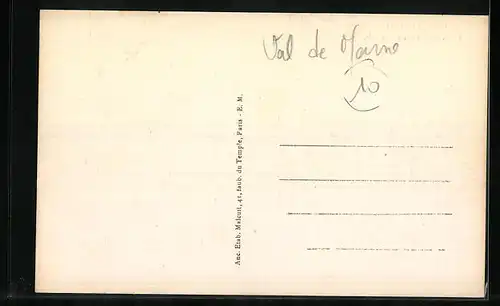 Val de Marne
10
Anc. Etab. Malcuit, 41, faub. du Temple, Paris - E. M.